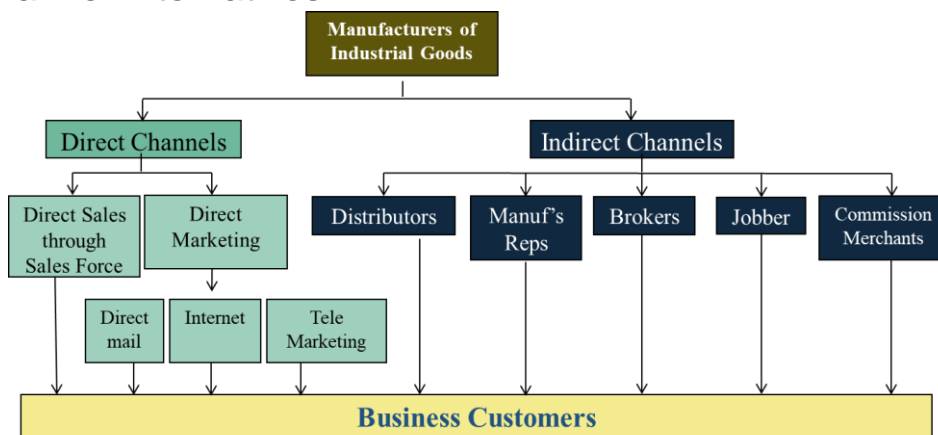 Manufacturers of
Industrial Goods
Direct Channels
Indirect Channels
Direct Sales
through
Sales Force
Direct
Marketing
Distributors
Manuf's
Reps
Brokers
Jobber
Commission
Merchants
Direct
mail
Internet
Tele
Marketing
Business Customers